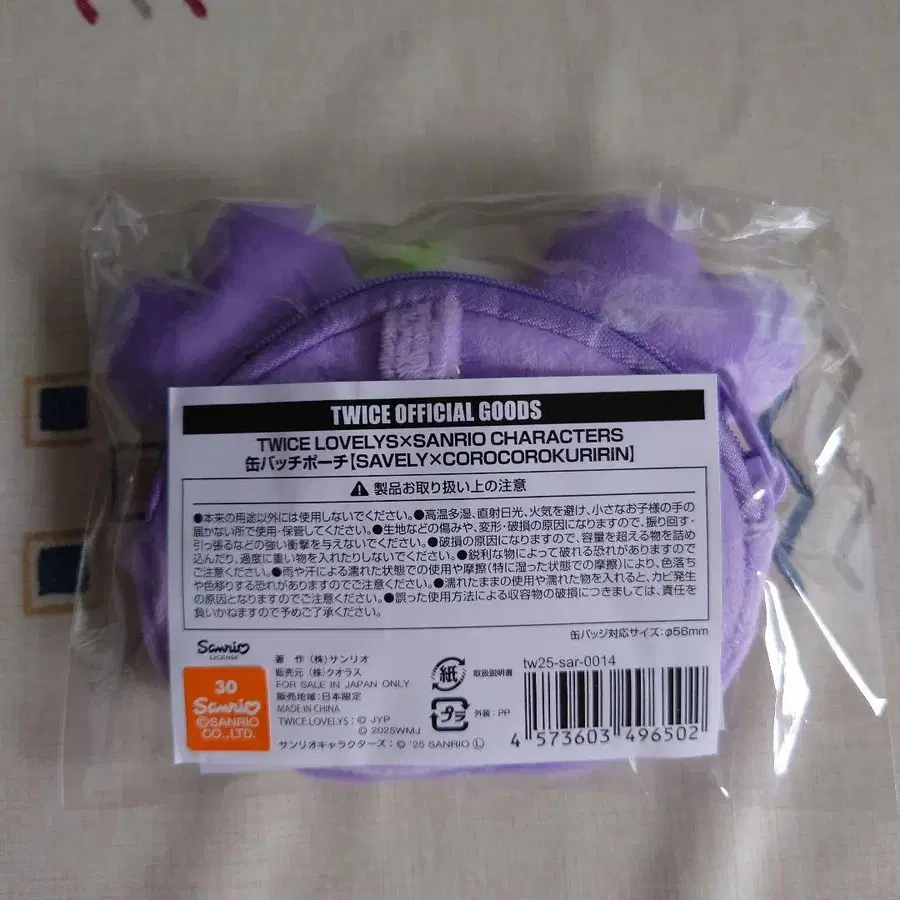 TWICE OFFICIAL GOODS
TWICE LOVELYS×SANRIO CHARACTERS
缶バッチポーチ【SAVELY×COROCOROKURIRIN】
製品お取り扱い上の注意
●本来の用途以外には使用しないでください。●高温多湿、直射日光、火気を避け、小さなお子様の手の
届かない所で使用・保管してください。●生地などの傷みや、変形・破損の原因になりますので、振り回す・
引っ張るなどの強い衝撃を与えないでください。●破損の原因になりますので、容量を超える物を詰め
込んだり、過度に重い物を入れたりしないでください。●鋭利な物によって破れる恐れがありますので
ご注意ください。●雨や汗による濡れた状態での使用や摩擦(特に湿った状態での摩擦)により、色落ち
や色移りする恐れがありますのでご注意ください。●濡れたままの使用や濡れた物を入れると、カビ発生
の原因となりますのでご注意ください。●誤った使用方法による収容物の破損につきましては、責任を
負いかねますので予めご了承ください。
缶バッジ対応サイズ:φ56mm
Sanrio
LICENSE
30
Sanrio
©SANRIO
CO.,LTD.
著 作 (株)サンリオ
販売元 (株)クオラス
FOR SALE IN JAPAN ONLY
販売地域:日本限定
MADE IN CHINA
TWICE LOVELYS:© JYP
© 2025WMJ
サンリオキャラクターズ:© '25 SANRIO Ⓛ
紙
取扱説明書
プラ
外装:PP
tw25-sar-0014
4 573603 496502